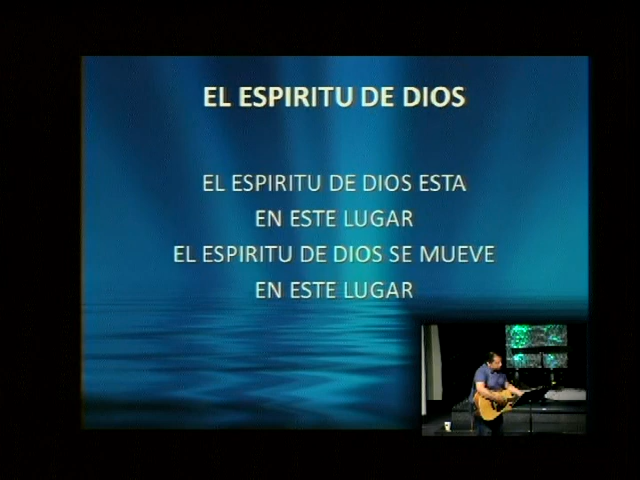 EL ESPIRITU DE DIOS
EL ESPIRITU DE DIOS ESTA
EN ESTE LUGAR
EL ESPIRITU DE DIOS SE MUEVE
EN ESTE LUGAR